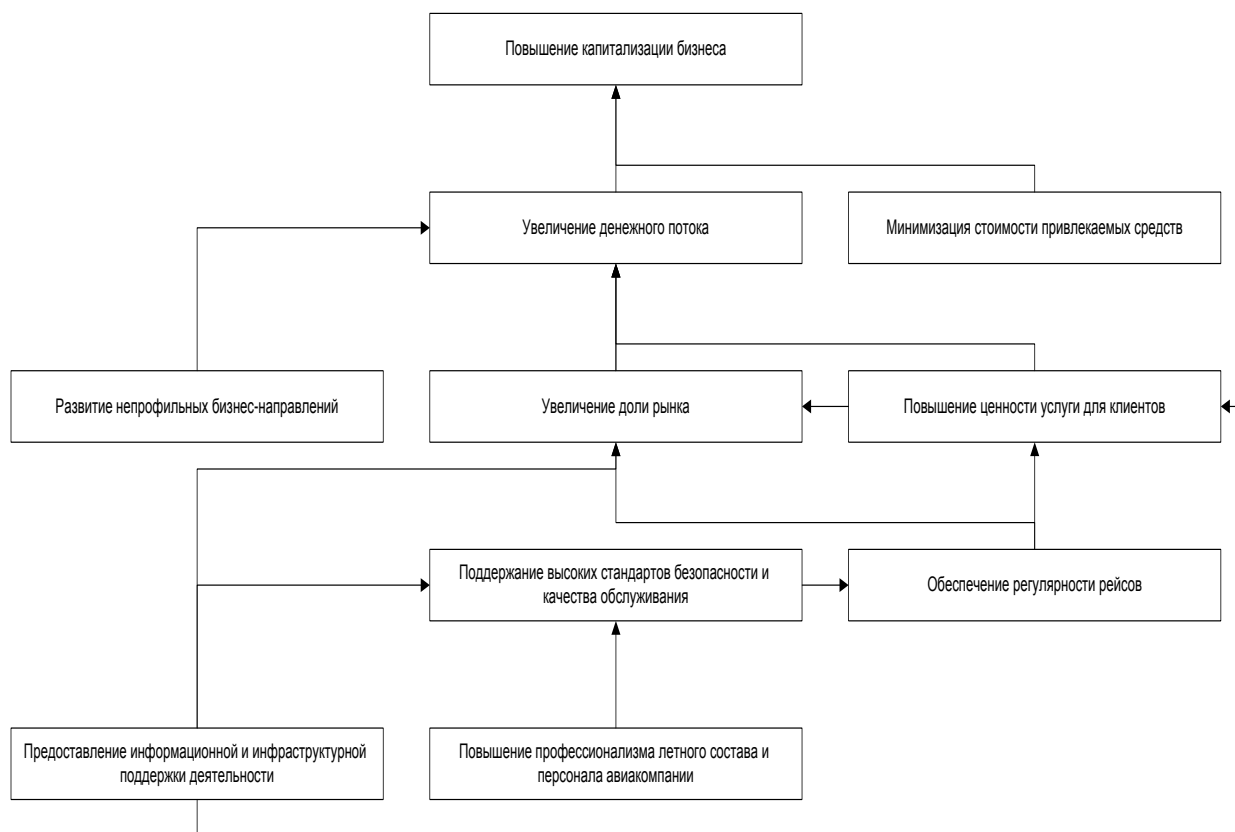 Повышение капитализации бизнеса
Увеличение денежного потока
Минимизация стоимости привлекаемых средств
Развитие непрофильных бизнес-направлений
Увеличение доли рынка
Повышение ценности услуги для клиентов
Поддержание высоких стандартов безопасности и
качества обслуживания
Обеспечение регулярности рейсов
Предоставление информационной и инфраструктурной
поддержки деятельности
Повышение профессионализма летного состава и
персонала авиакомпании